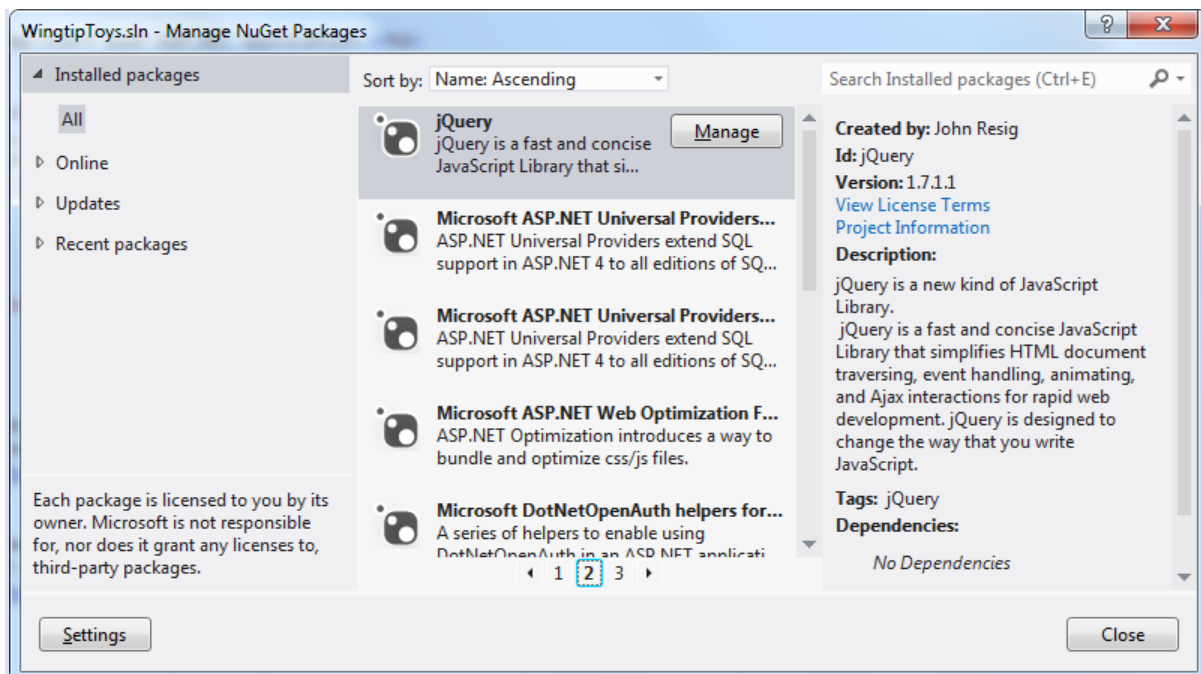 WingtipToys.sln - Manage NuGet Packages
Installed packages
All
Online
Updates
Recent packages
Each package is licensed to you by its
owner. Microsoft is not responsible
for, nor does it grant any licenses to,
third-party packages.
Settings
Sort by: Name: Ascending
jQuery
jQuery is a fast and concise
JavaScript Library that si...
Manage
Microsoft ASP.NET Universal Providers...
ASP.NET Universal Providers extend SQL
support in ASP.NET 4 to all editions of SQ...
Microsoft ASP.NET Universal Providers...
ASP.NET Universal Providers extend SQL
support in ASP.NET 4 to all editions of SQ...
Microsoft ASP.NET Web Optimization F...
ASP.NET Optimization introduces a way to
bundle and optimize css/js files.
Microsoft DotNetOpenAuth helpers for...
A series of helpers to enable using
DotNetOpenAuth in an ASP.NET applicati
1 2 3
Search Installed packages (Ctrl+E)
Created by: John Resig
Id: jQuery
Version: 1.7.1.1
View License Terms
Project Information
Description:
jQuery is a new kind of JavaScript
Library.
jQuery is a fast and concise JavaScript
Library that simplifies HTML document
traversing, event handling, animating,
and Ajax interactions for rapid web
development. jQuery is designed to
change the way that you write
JavaScript.
Tags: jQuery
Dependencies:
No Dependencies
Close